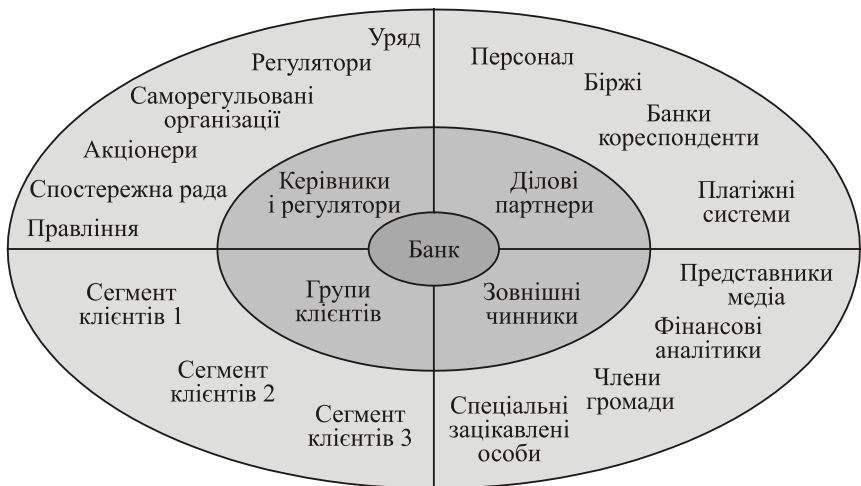 Уряд
Регулятори
Саморегульовані
організації
Акціонери
Спостережна рада
Правління
Персонал
Біржі
Банки
кореспонденти
Платіжні
системи
Керівники
і регулятори
Ділові
партнери
Банк
Групи
клієнтів
Зовнішні
чинники
Сегмент
клієнтів 1
Сегмент
клієнтів 2
Сегмент
клієнтів 3
Представники
медіа
Фінансові
аналітики
Члени
громади
Спеціальні
зацікавлені
особи